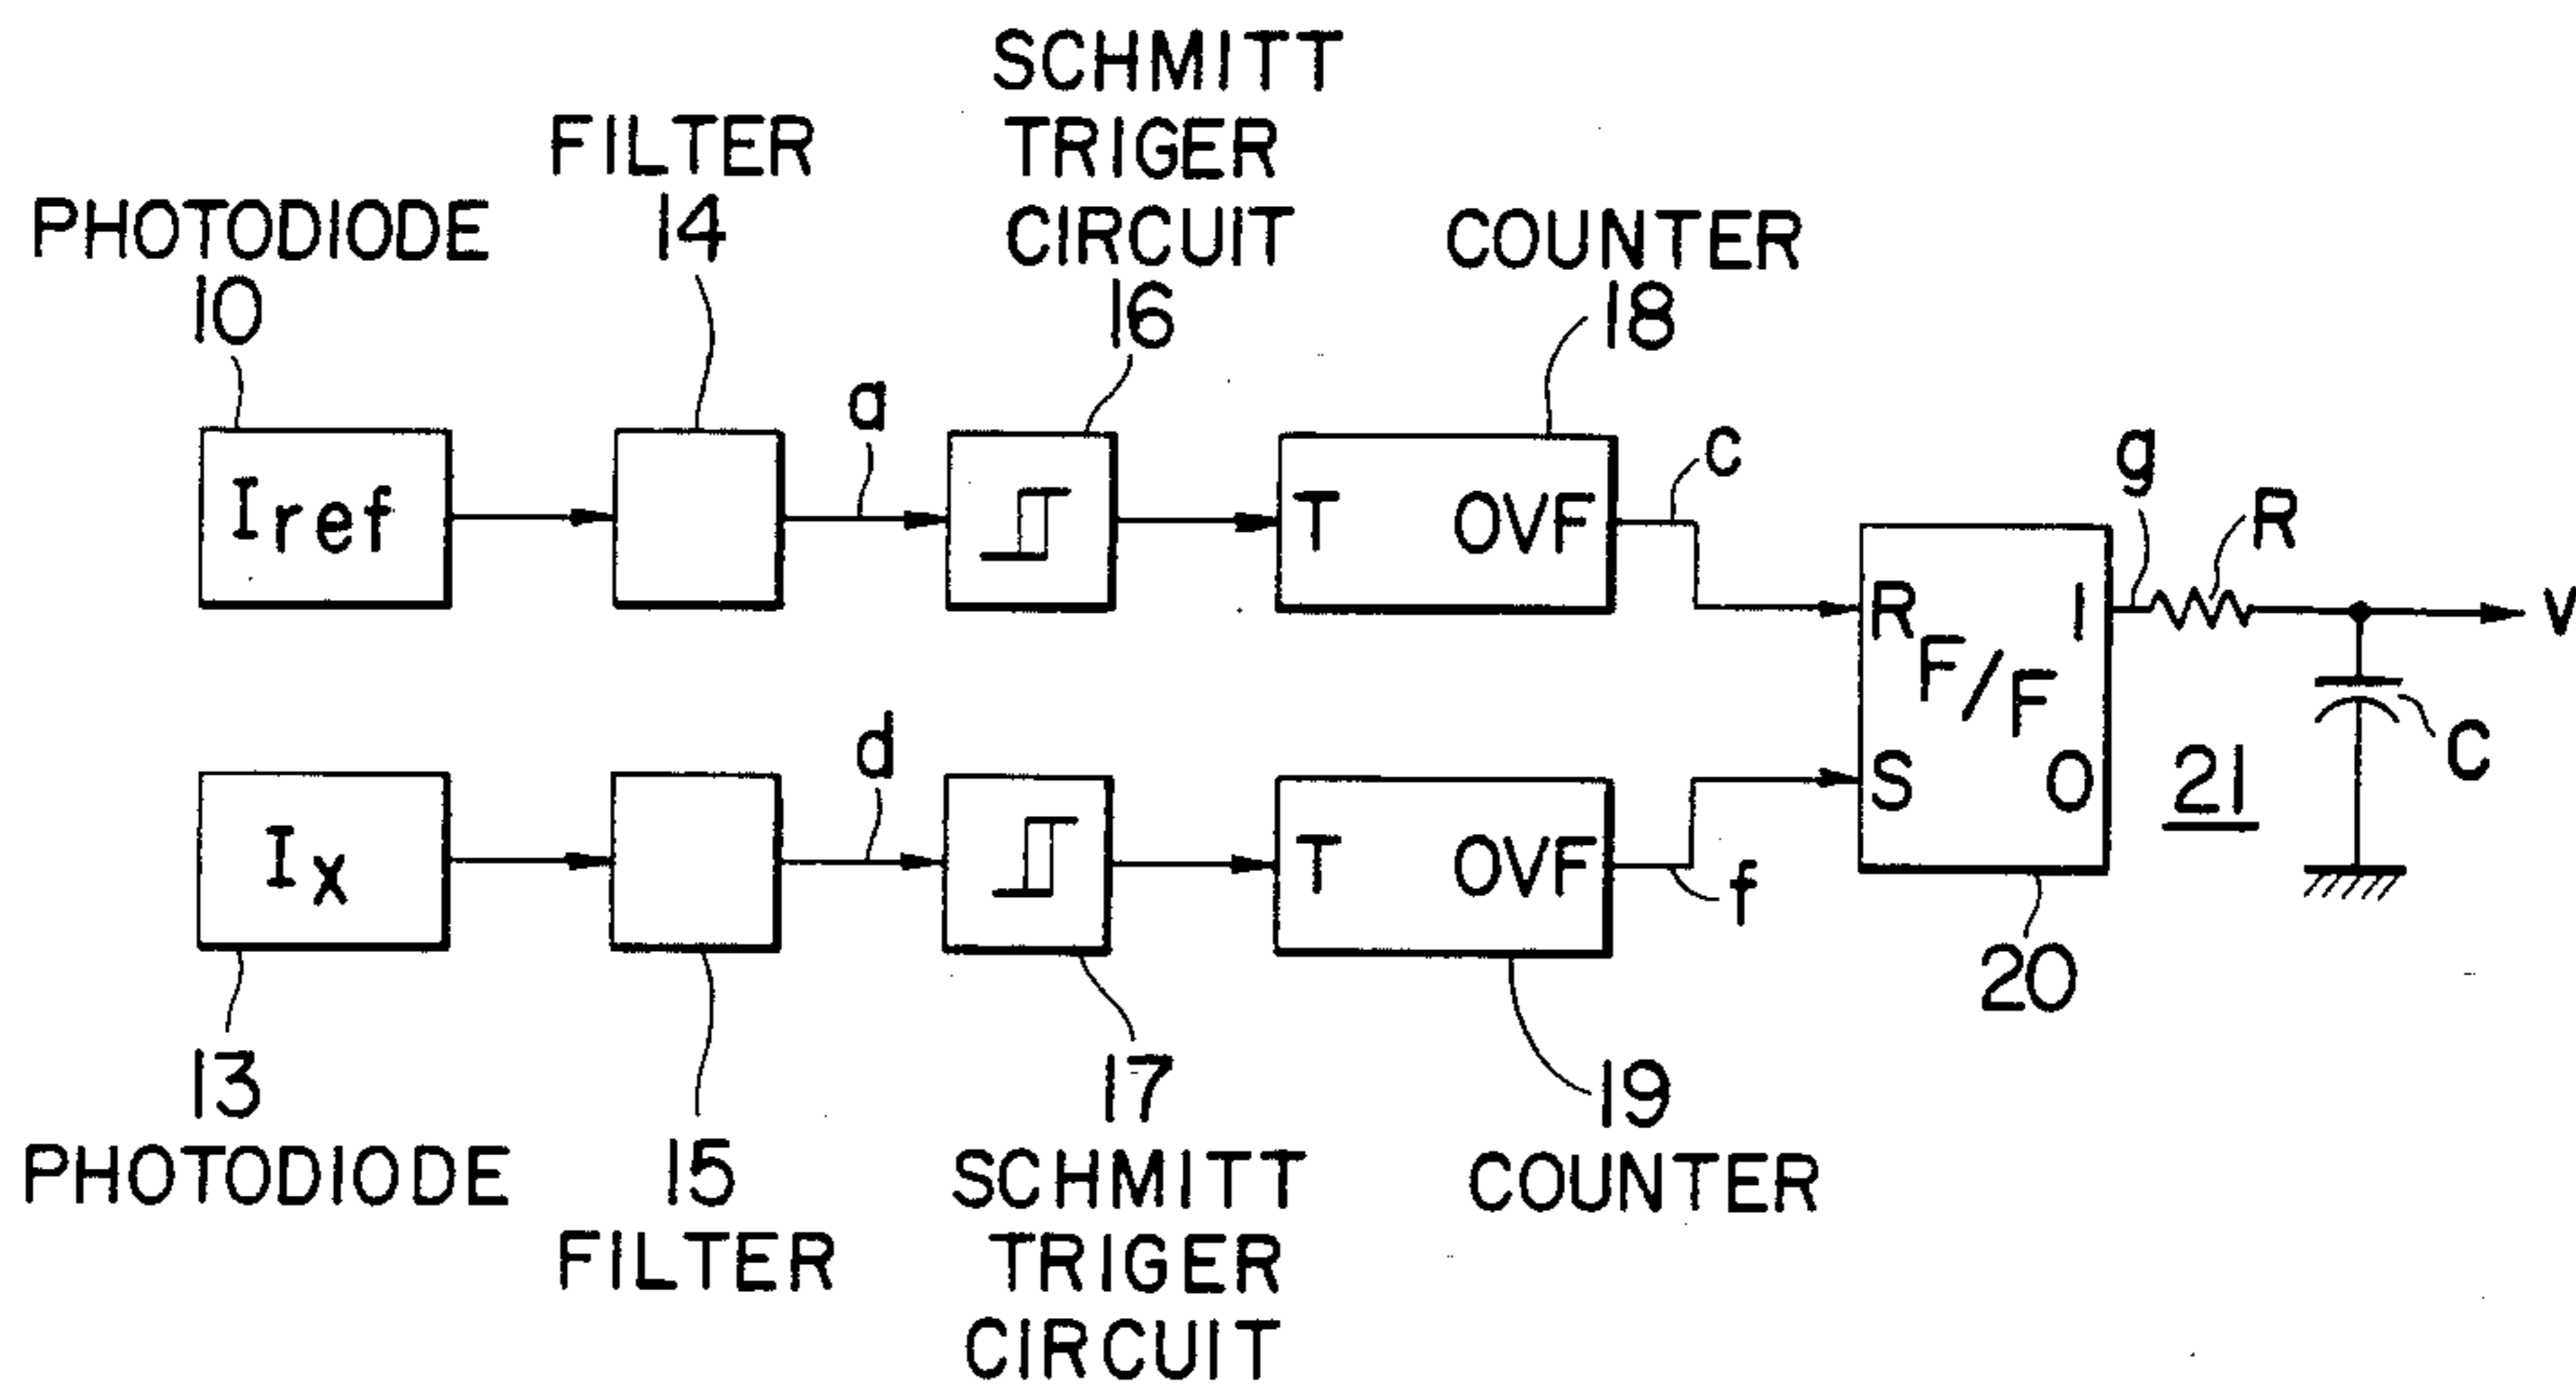 PHOTODIODE
10
FILTER
14
SCHMITT
TRIGER
CIRCUIT
16
COUNTER
18
Iref
a
T OVF
c
R
F/F
S
1
O
g
R
v
C
21
20
Ix
d
T OVF
f
13
PHOTODIODE
15
FILTER
17
SCHMITT
TRIGER
CIRCUIT
19
COUNTER